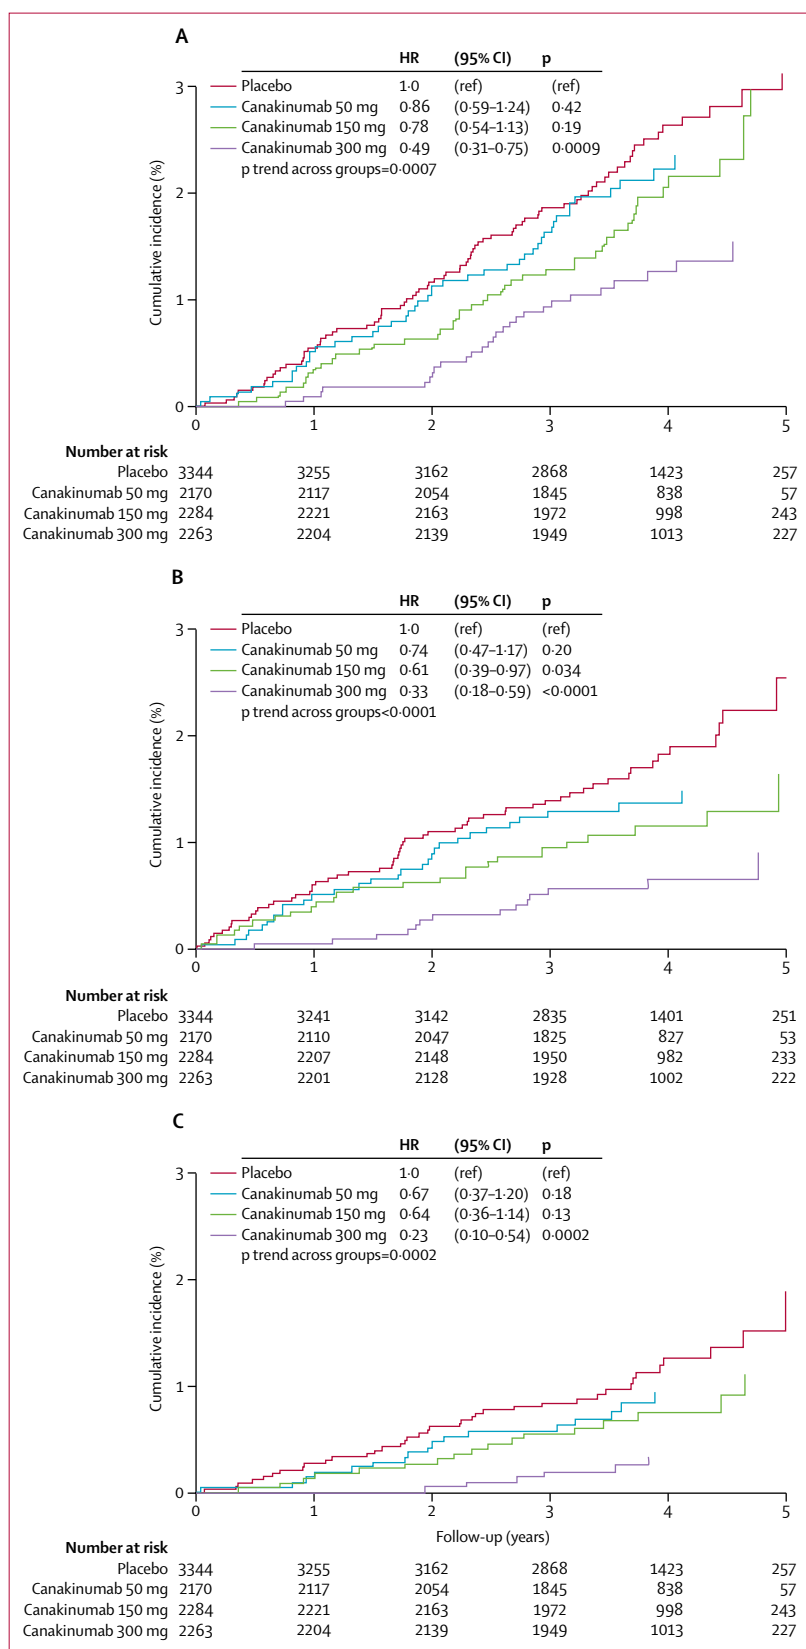 A
HR (95% CI) p
Placebo 1·0 (ref) (ref)
Canakinumab 50 mg 0·86 (0·59–1·24) 0·42
Canakinumab 150 mg 0·78 (0·54–1·13) 0·19
Canakinumab 300 mg 0·49 (0·31–0·75) 0·0009
p trend across groups=0·0007
Cumulative incidence (%)
3
2
1
0
0 1 2 3 4 5
Number at risk
Placebo 3344 3255 3162 2868 1423 257
Canakinumab 50 mg 2170 2117 2054 1845 838 57
Canakinumab 150 mg 2284 2221 2163 1972 998 243
Canakinumab 300 mg 2263 2204 2139 1949 1013 227
B
HR (95% CI) p
Placebo 1·0 (ref) (ref)
Canakinumab 50 mg 0·74 (0·47–1·17) 0·20
Canakinumab 150 mg 0·61 (0·39–0·97) 0·034
Canakinumab 300 mg 0·33 (0·18–0·59) <0·0001
p trend across groups<0·0001
Cumulative incidence (%)
3
2
1
0
0 1 2 3 4 5
Number at risk
Placebo 3344 3241 3142 2835 1401 251
Canakinumab 50 mg 2170 2110 2047 1825 827 53
Canakinumab 150 mg 2284 2207 2148 1950 982 233
Canakinumab 300 mg 2263 2201 2128 1928 1002 222
C
HR (95% CI) p
Placebo 1·0 (ref) (ref)
Canakinumab 50 mg 0·67 (0·37–1·20) 0·18
Canakinumab 150 mg 0·64 (0·36–1·14) 0·13
Canakinumab 300 mg 0·23 (0·10–0·54) 0·0002
p trend across groups=0·0002
Cumulative incidence (%)
3
2
1
0
0 1 2 3 4 5
Follow-up (years)
Number at risk
Placebo 3344 3255 3162 2868 1423 257
Canakinumab 50 mg 2170 2117 2054 1845 838 57
Canakinumab 150 mg 2284 2221 2163 1972 998 243
Canakinumab 300 mg 2263 2204 2139 1949 1013 227